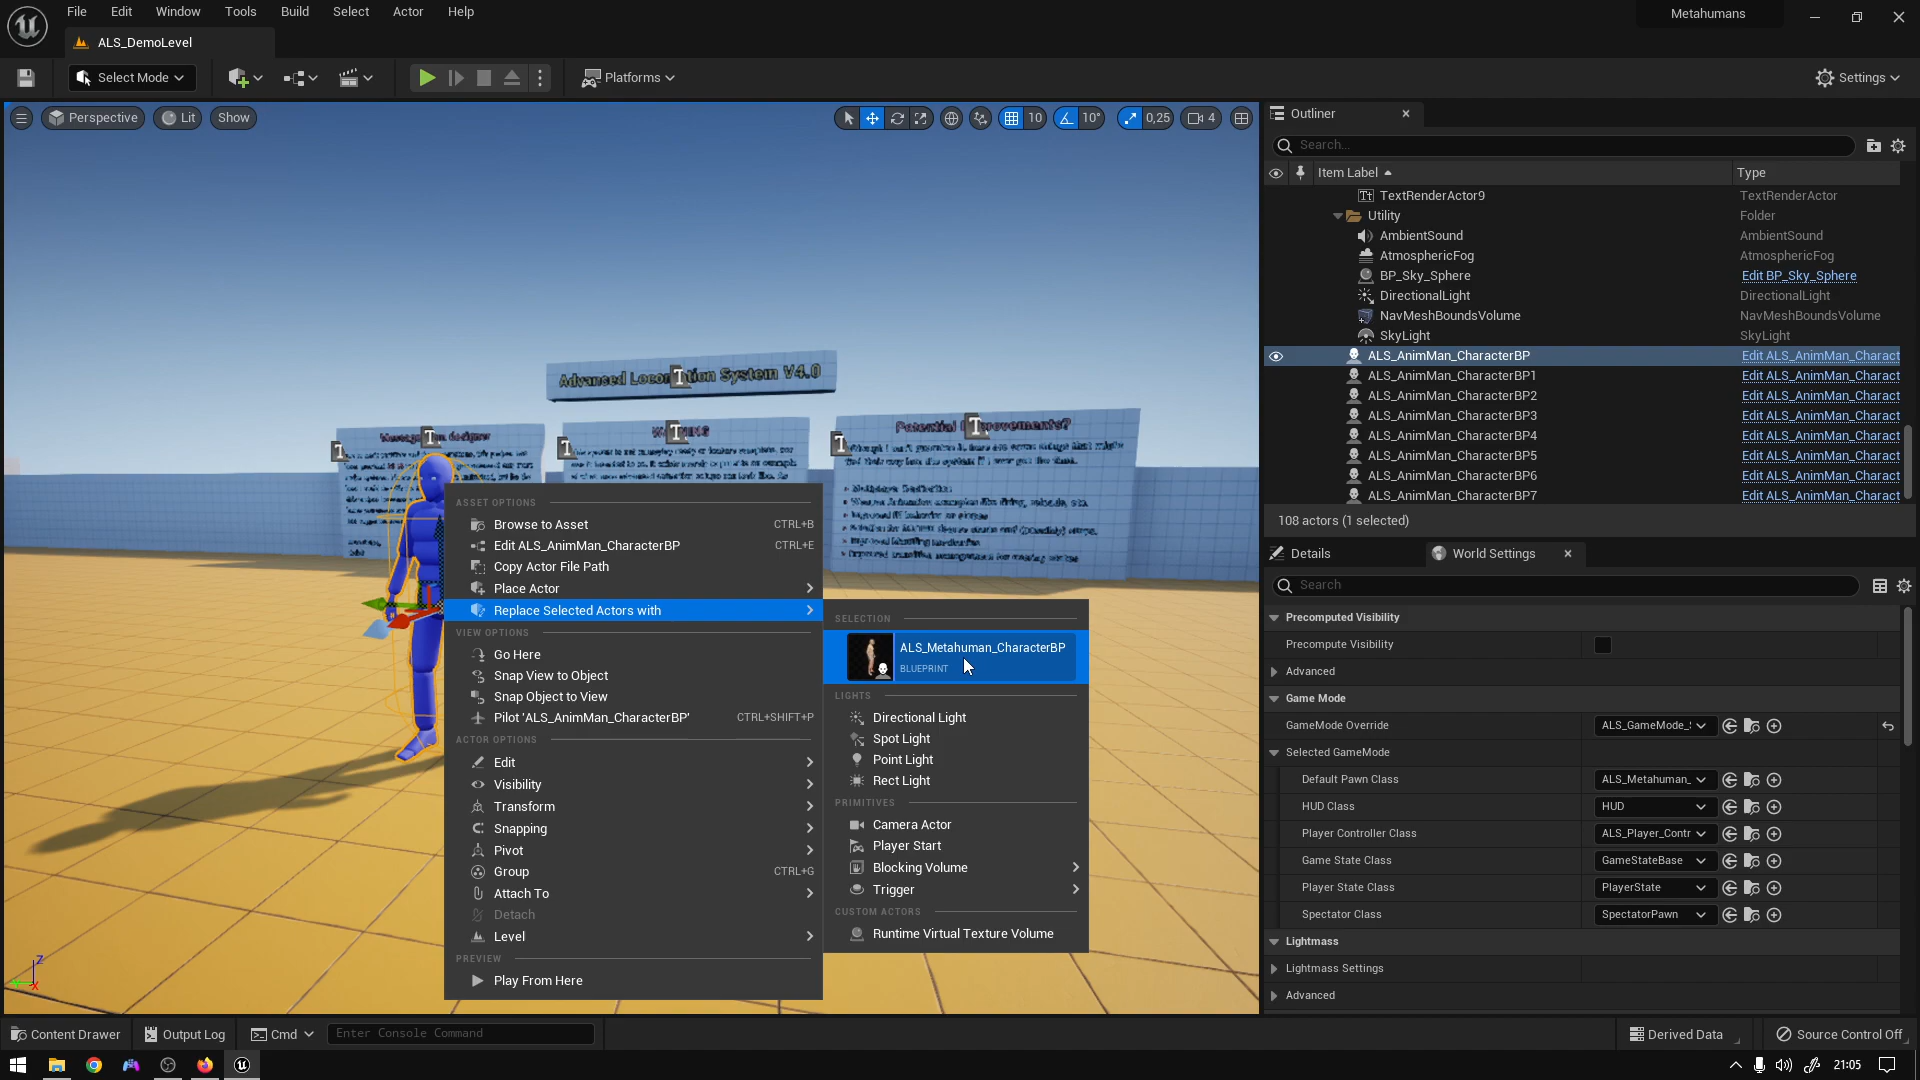 File Edit Window Tools Build Select Actor Help
Metahumans
ALS_DemoLevel
Select Mode
Platforms
Settings
Perspective
Lit
Show
10
10°
0,25
4
Outliner
Search...
Item Label
Type
TextRenderActor9 TextRenderActor
Utility Folder
AmbientSound AmbientSound
AtmosphericFog AtmosphericFog
BP_Sky_Sphere Edit BP_Sky_Sphere
DirectionalLight DirectionalLight
NavMeshBoundsVolume NavMeshBoundsVolume
SkyLight SkyLight
ALS_AnimMan_CharacterBP Edit ALS_AnimMan_Charact
ALS_AnimMan_CharacterBP1 Edit ALS_AnimMan_Charact
ALS_AnimMan_CharacterBP2 Edit ALS_AnimMan_Charact
ALS_AnimMan_CharacterBP3 Edit ALS_AnimMan_Charact
ALS_AnimMan_CharacterBP4 Edit ALS_AnimMan_Charact
ALS_AnimMan_CharacterBP5 Edit ALS_AnimMan_Charact
ALS_AnimMan_CharacterBP6 Edit ALS_AnimMan_Charact
ALS_AnimMan_CharacterBP7 Edit ALS_AnimMan_Charact
108 actors (1 selected)
Advanced System V4.0
Potential
ASSET OPTIONS
Browse to Asset CTRL+B
Edit ALS_AnimMan_CharacterBP CTRL+E
Copy Actor File Path
Place Actor
Replace Selected Actors with
VIEW OPTIONS
Go Here
Snap View to Object
Snap Object to View
Pilot 'ALS_AnimMan_CharacterBP' CTRL+SHIFT+P
ACTOR OPTIONS
Edit
Visibility
Transform
Snapping
Pivot
Group CTRL+G
Attach To
Detach
Level
PREVIEW
Play From Here
SELECTION
ALS_Metahuman_CharacterBP
BLUEPRINT
LIGHTS
Directional Light
Spot Light
Point Light
Rect Light
PRIMITIVES
Camera Actor
Player Start
Blocking Volume
Trigger
CUSTOM ACTORS
Runtime Virtual Texture Volume
Details
World Settings
Search
Precomputed Visibility
Precompute Visibility
Advanced
Game Mode
GameMode Override ALS_GameMode_
Selected GameMode
Default Pawn Class ALS_Metahuman_
HUD Class HUD
Player Controller Class ALS_Player_Contr
Game State Class GameStateBase
Player State Class PlayerState
Spectator Class SpectatorPawn
Lightmass
Lightmass Settings
Advanced
Z
X
Content Drawer
Output Log
Cmd
Enter Console Command
Derived Data
Source Control Off
21:05